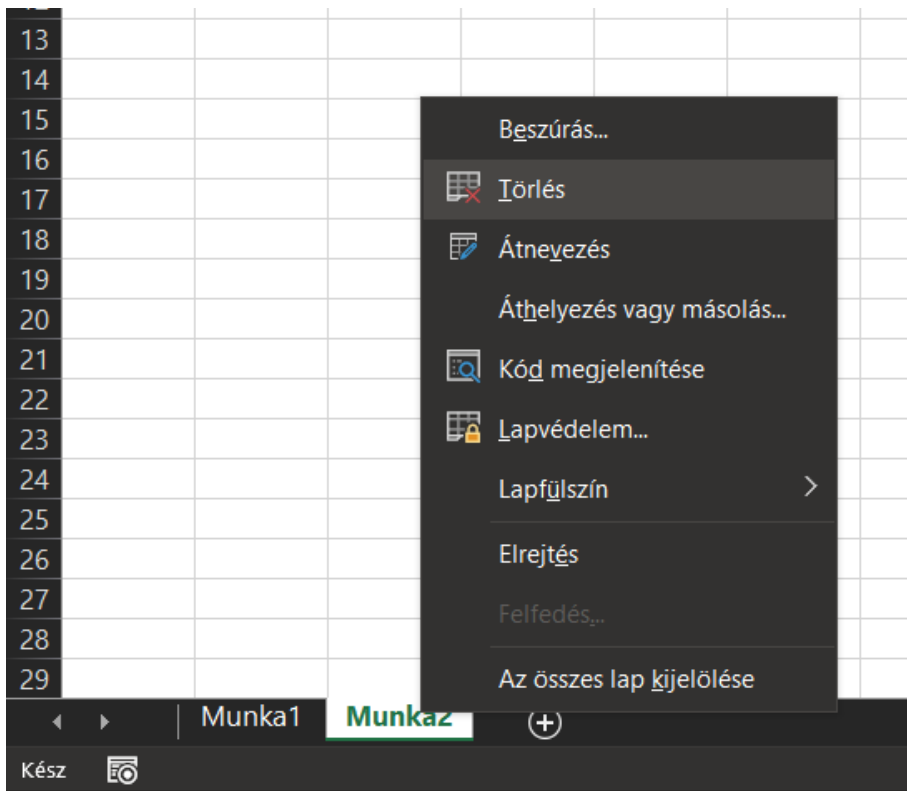 13
14
15
Beszúrás...
16
17
Törlés
18
Átnevezés
19
20
Áthelyezés vagy másolás...
21
Kód megjelenítése
22
23
Lapvédelem...
24
Lapfülszín
25
26
Elrejtés
27
Felfedés...
28
29
Az összes lap kijelölése
Munka1
Munka2
Kész